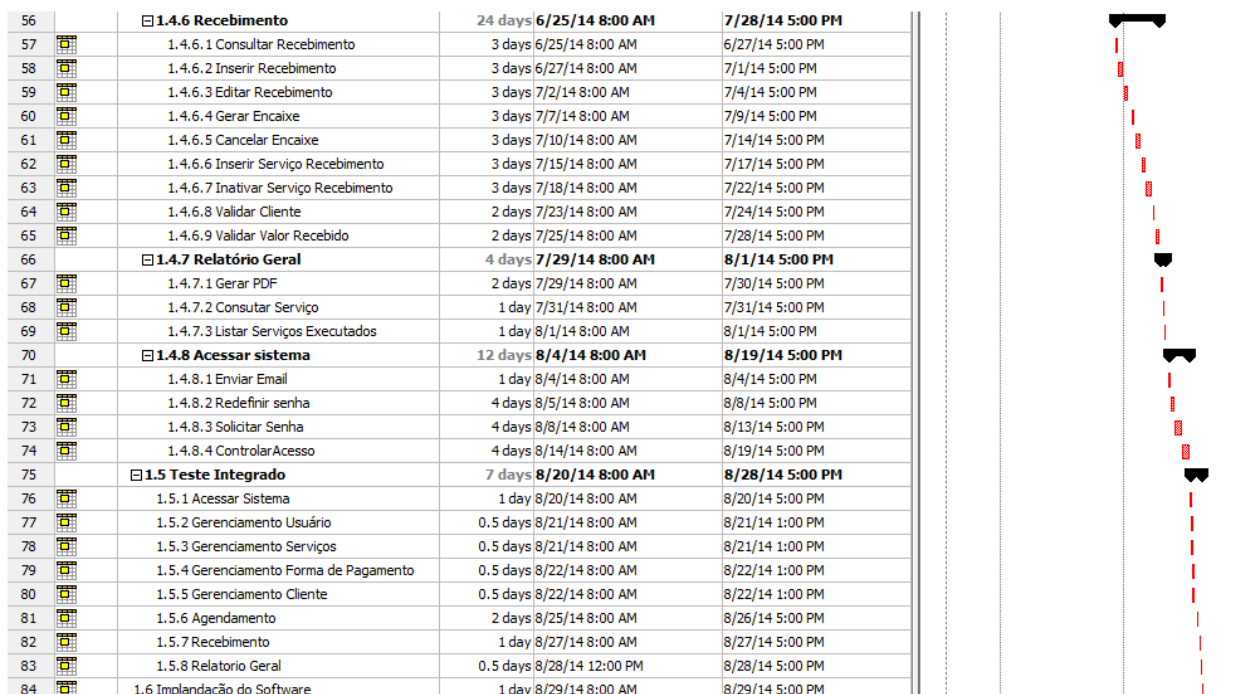 56 1.4.6 Recebimento 24 days 6/25/14 8:00 AM 7/28/14 5:00 PM
57 1.4.6.1 Consultar Recebimento 3 days 6/25/14 8:00 AM 6/27/14 5:00 PM
58 1.4.6.2 Inserir Recebimento 3 days 6/27/14 8:00 AM 7/1/14 5:00 PM
59 1.4.6.3 Editar Recebimento 3 days 7/2/14 8:00 AM 7/4/14 5:00 PM
60 1.4.6.4 Gerar Encaixe 3 days 7/7/14 8:00 AM 7/9/14 5:00 PM
61 1.4.6.5 Cancelar Encaixe 3 days 7/10/14 8:00 AM 7/14/14 5:00 PM
62 1.4.6.6 Inserir Serviço Recebimento 3 days 7/15/14 8:00 AM 7/17/14 5:00 PM
63 1.4.6.7 Inativar Serviço Recebimento 3 days 7/18/14 8:00 AM 7/22/14 5:00 PM
64 1.4.6.8 Validar Cliente 2 days 7/23/14 8:00 AM 7/24/14 5:00 PM
65 1.4.6.9 Validar Valor Recebido 2 days 7/25/14 8:00 AM 7/28/14 5:00 PM
66 1.4.7 Relatório Geral 4 days 7/29/14 8:00 AM 8/1/14 5:00 PM
67 1.4.7.1 Gerar PDF 2 days 7/29/14 8:00 AM 7/30/14 5:00 PM
68 1.4.7.2 Consutar Serviço 1 day 7/31/14 8:00 AM 7/31/14 5:00 PM
69 1.4.7.3 Listar Serviços Executados 1 day 8/1/14 8:00 AM 8/1/14 5:00 PM
70 1.4.8 Acessar sistema 12 days 8/4/14 8:00 AM 8/19/14 5:00 PM
71 1.4.8.1 Enviar Email 1 day 8/4/14 8:00 AM 8/4/14 5:00 PM
72 1.4.8.2 Redefinir senha 4 days 8/5/14 8:00 AM 8/8/14 5:00 PM
73 1.4.8.3 Solicitar Senha 4 days 8/8/14 8:00 AM 8/13/14 5:00 PM
74 1.4.8.4 ControlarAcesso 4 days 8/14/14 8:00 AM 8/19/14 5:00 PM
75 1.5 Teste Integrado 7 days 8/20/14 8:00 AM 8/28/14 5:00 PM
76 1.5.1 Acessar Sistema 1 day 8/20/14 8:00 AM 8/20/14 5:00 PM
77 1.5.2 Gerenciamento Usuário 0.5 days 8/21/14 8:00 AM 8/21/14 1:00 PM
78 1.5.3 Gerenciamento Serviços 0.5 days 8/21/14 8:00 AM 8/21/14 1:00 PM
79 1.5.4 Gerenciamento Forma de Pagamento 0.5 days 8/22/14 8:00 AM 8/22/14 1:00 PM
80 1.5.5 Gerenciamento Cliente 0.5 days 8/22/14 8:00 AM 8/22/14 1:00 PM
81 1.5.6 Agendamento 2 days 8/25/14 8:00 AM 8/26/14 5:00 PM
82 1.5.7 Recebimento 1 day 8/27/14 8:00 AM 8/27/14 5:00 PM
83 1.5.8 Relatorio Geral 0.5 days 8/28/14 12:00 PM 8/28/14 5:00 PM
84 1.6 Implandação do Software 1 day 8/29/14 8:00 AM 8/29/14 5:00 PM